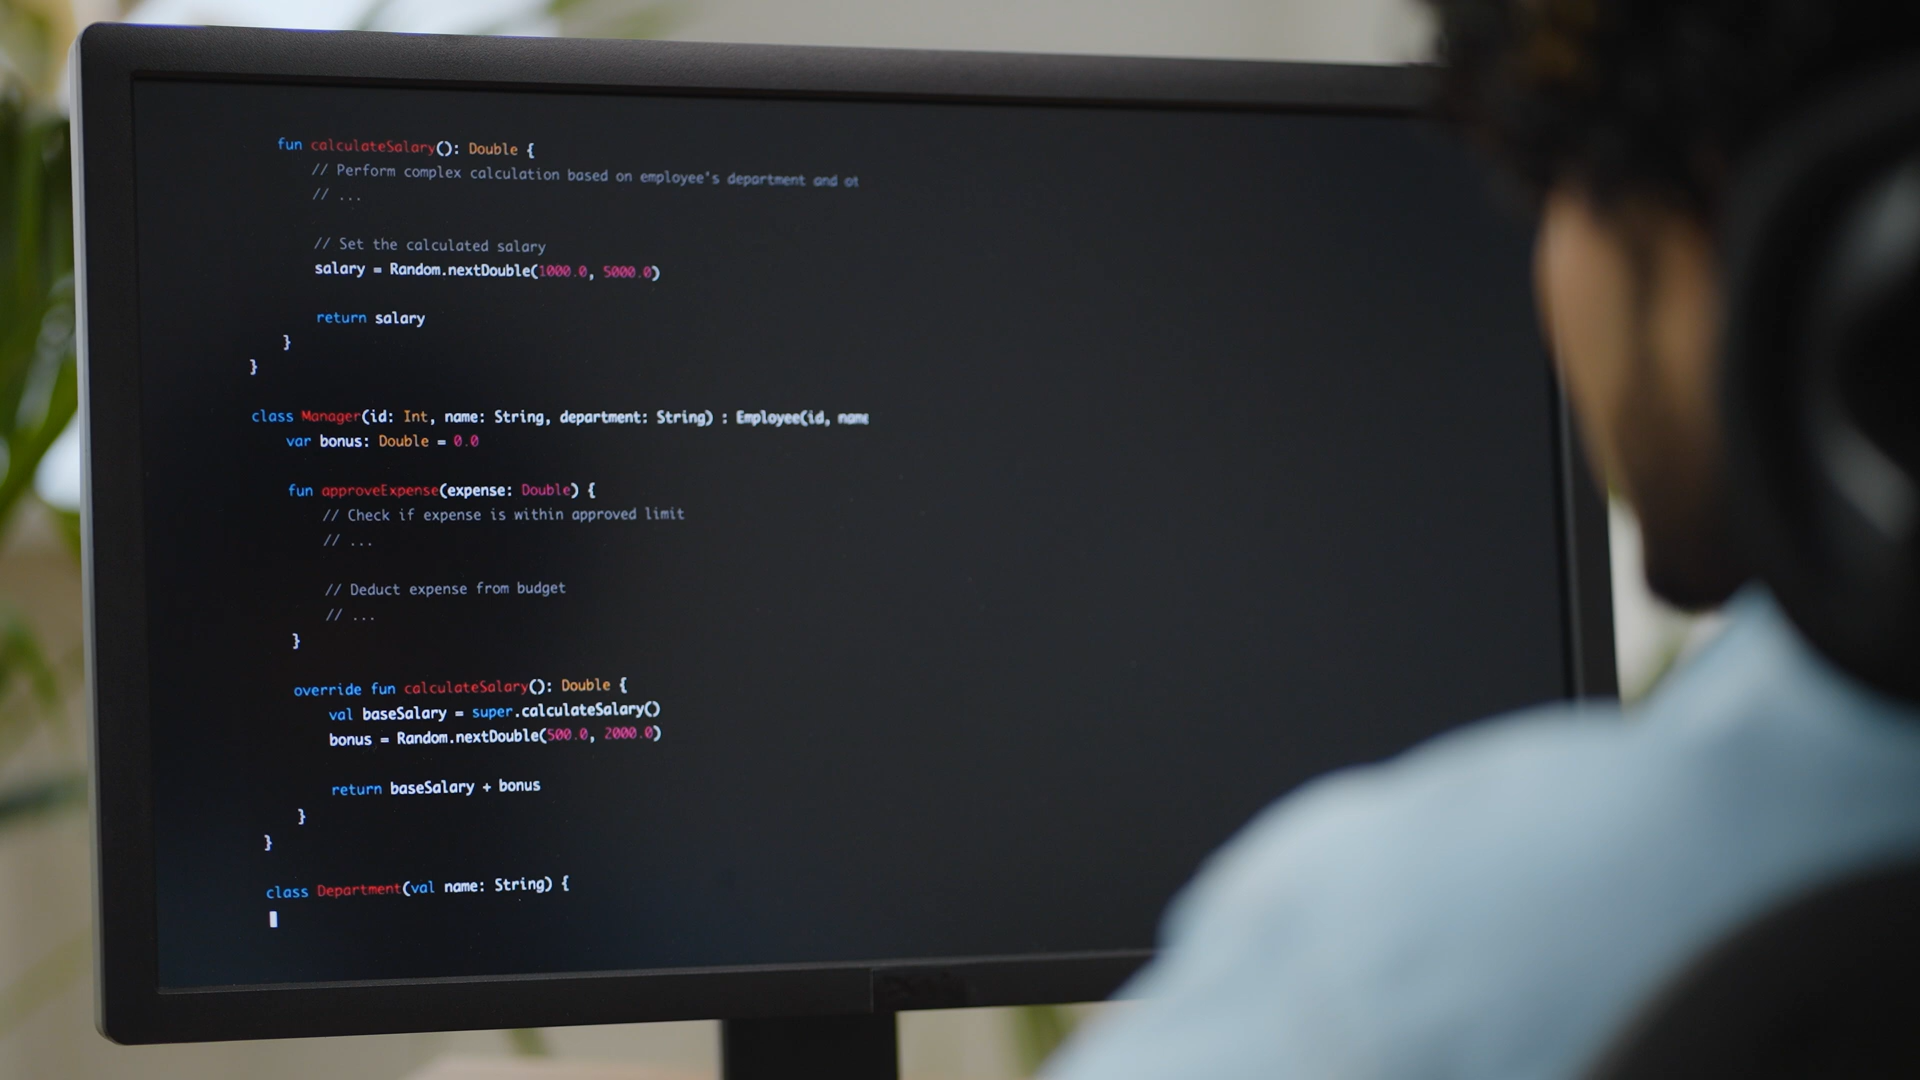 fun calculateSalary(): Double {
// Perform complex calculation based on employee's department and ot
// ...
// Set the calculated salary
salary = Random.nextDouble(1000.0, 5000.0)
return salary
}
}
class Manager(id: Int, name: String, department: String) : Employee(id, name
var bonus: Double = 0.0
fun approveExpense(expense: Double) {
// Check if expense is within approved limit
// ...
// Deduct expense from budget
// ...
}
override fun calculateSalary(): Double {
val baseSalary = super.calculateSalary()
bonus = Random.nextDouble(500.0, 2000.0)
return baseSalary + bonus
}
}
class Department(val name: String) {